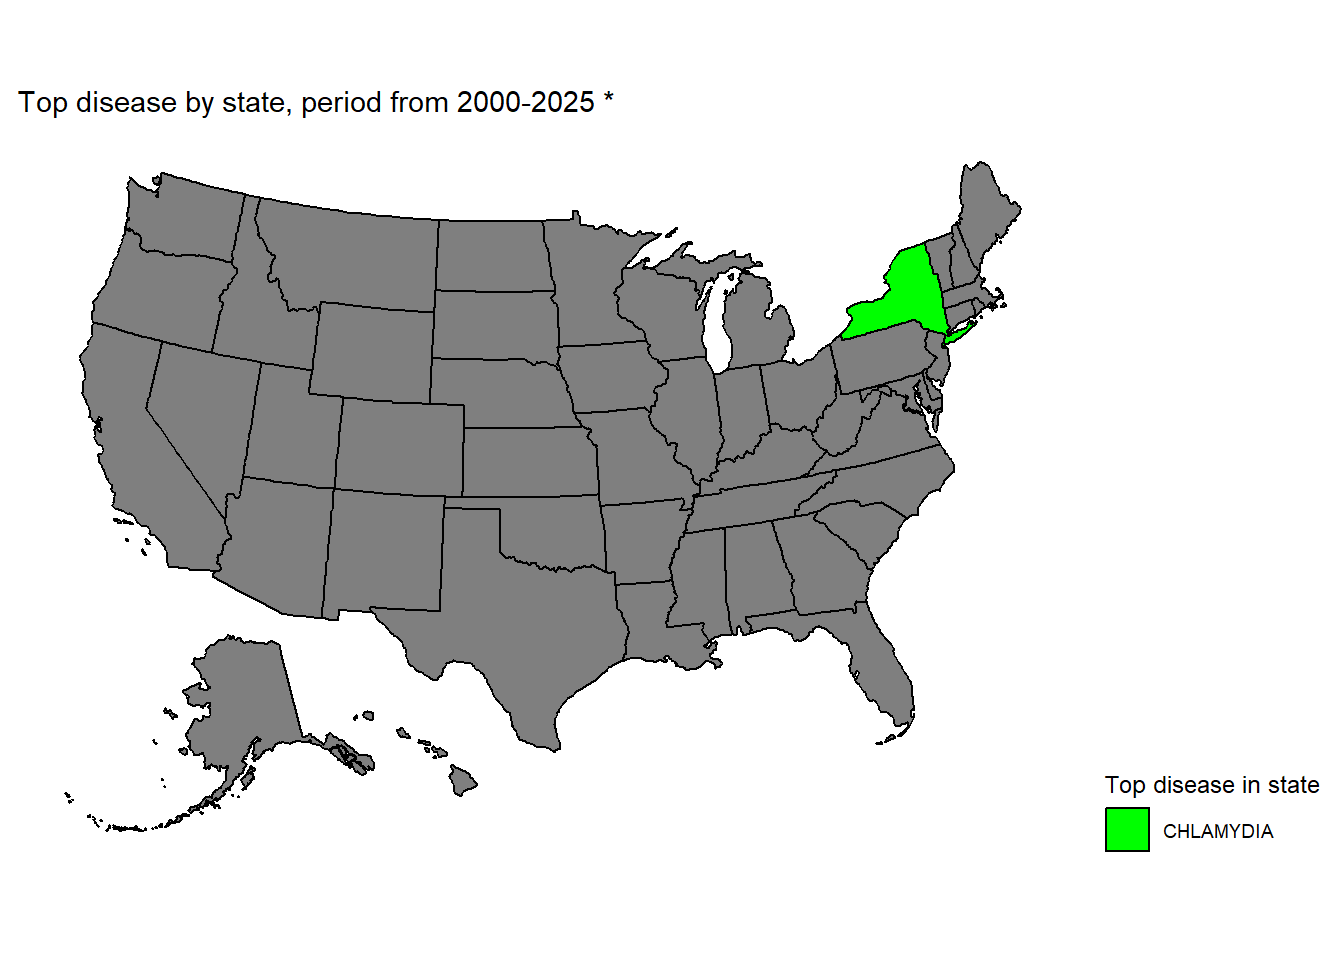 Top disease by state, period from 2000-2025 *
Top disease in state
CHLAMYDIA